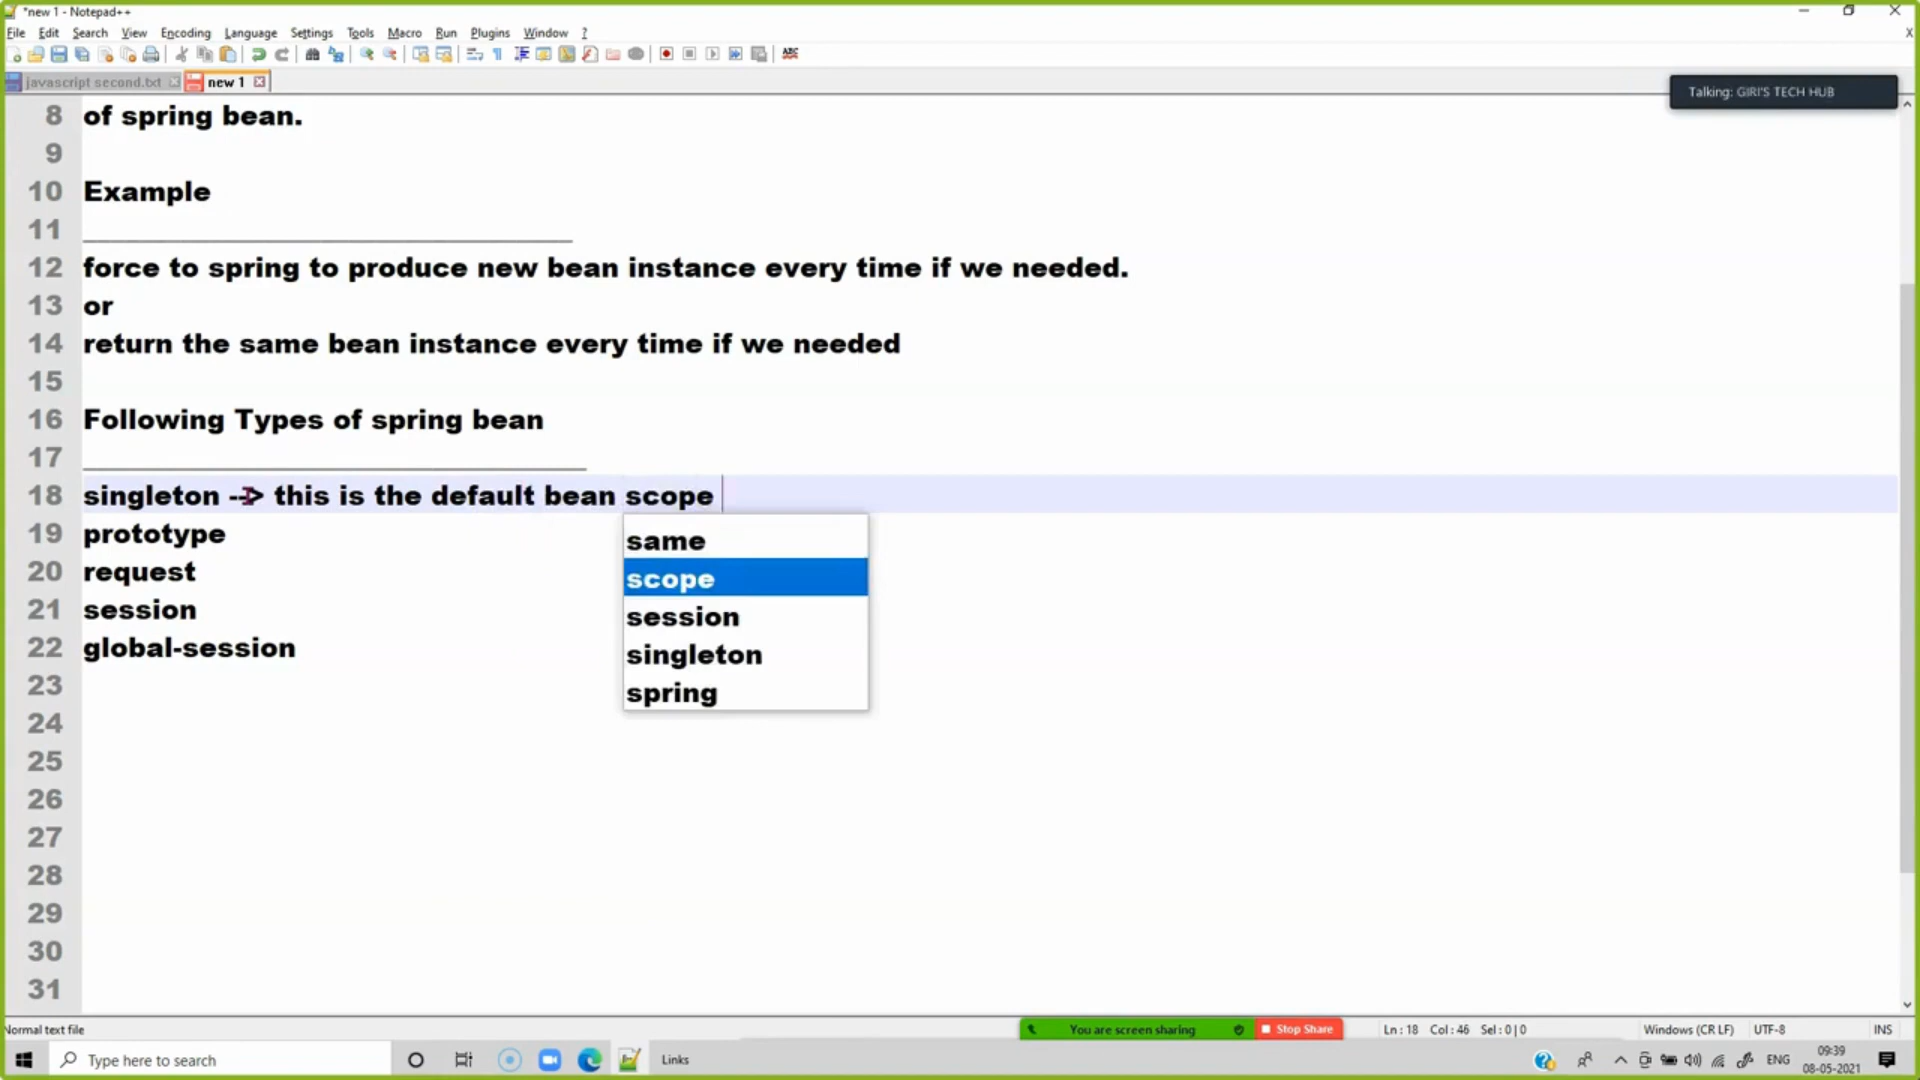 *new 1 - Notepad++
File Edit Search View Encoding Language Settings Tools Macro Run Plugins Window ? X
javascript second.txt new 1
Talking: GIRI'S TECH HUB
8 of spring bean.
9
10 Example
11 ___________________________________
12 force to spring to produce new bean instance every time if we needed.
13 or
14 return the same bean instance every time if we needed
15
16 Following Types of spring bean
17 ____________________________________
18 singleton --> this is the default bean scope
19 prototype
20 request
21 session
22 global-session
same
scope
session
singleton
spring
23
24
25
26
27
28
29
30
31
Normal text file You are screen sharing Stop Share Ln : 18 Col : 46 Sel : 0 | 0 Windows (CR LF) UTF-8 INS
Type here to search Links ENG 09:39
08-05-2021